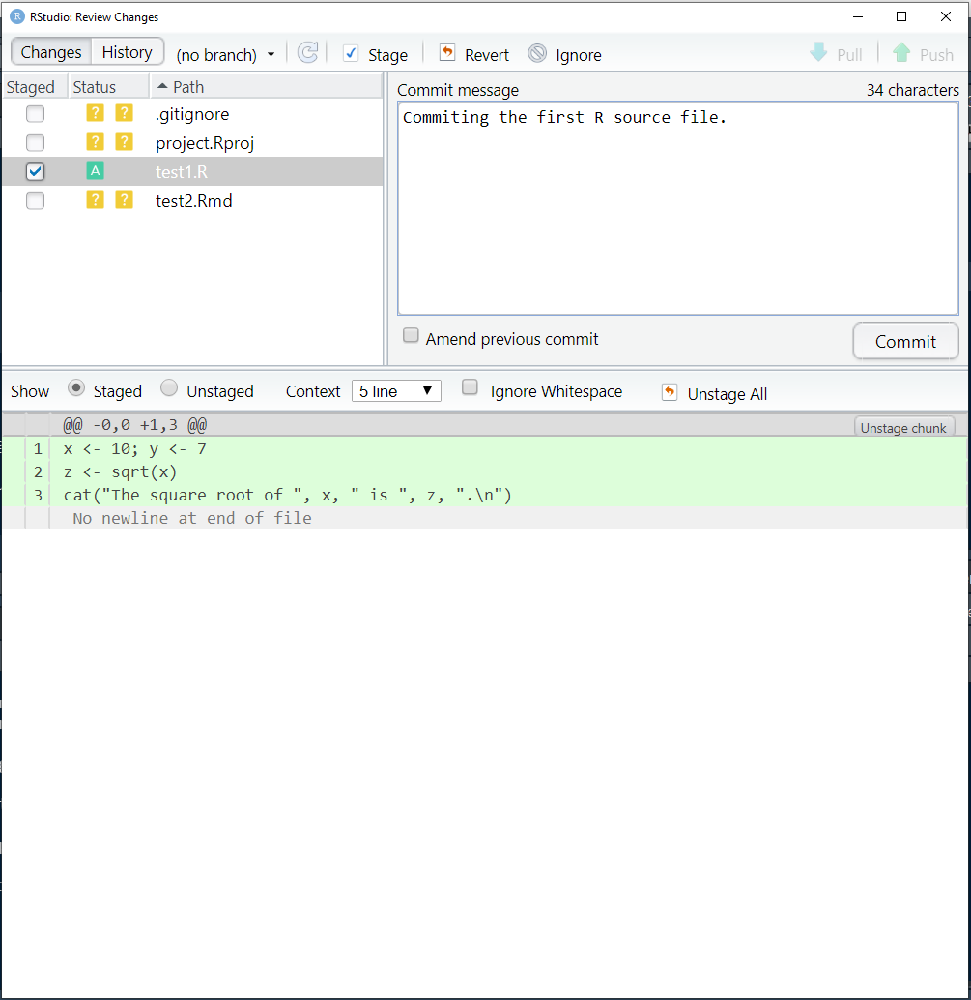 R RStudio: Review Changes
Changes History (no branch) Stage Revert Ignore Pull Push
Staged Status Path
? ? .gitignore
? ? project.Rproj
A test1.R
? ? test2.Rmd
Commit message 34 characters
Commiting the first R source file.
Amend previous commit Commit
Show Staged Unstaged Context 5 line Ignore Whitespace Unstage All
@@ -0,0 +1,3 @@ Unstage chunk
1 x <- 10; y <- 7
2 z <- sqrt(x)
3 cat("The square root of ", x, " is ", z, ".\n")
No newline at end of file